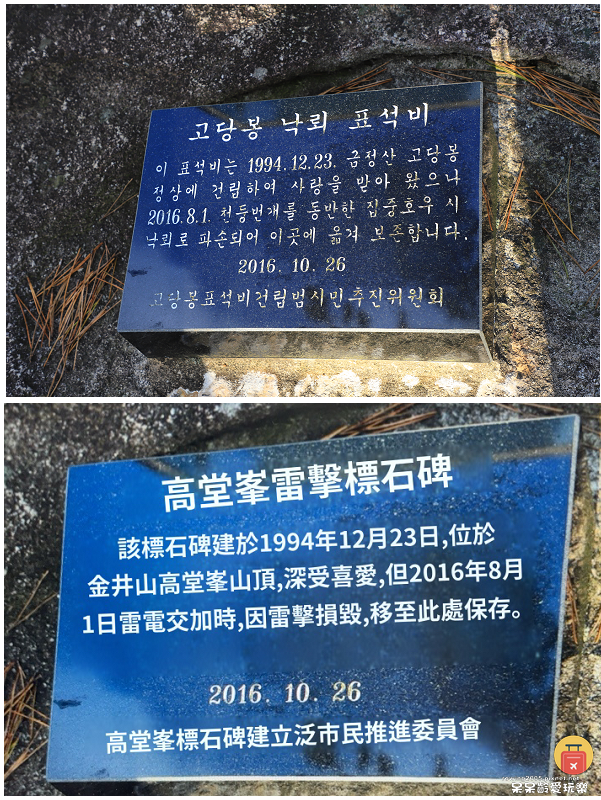 고당봉 낙뢰 표석비
이 표석비는 1994.12.23. 금정산 고당봉
정상에 건립하여 사랑을 받아 왔으나
2016.8.1. 천둥번개를 동반한 집중호우 시
낙뢰로 파손되어 이곳에 옮겨 보존합니다.
2016. 10. 26
고당봉표석비건립범시민추진위원회
高堂峯雷擊標石碑
該標石碑建於1994年12月23日,位於
金井山高堂峯山頂,深受喜愛,但2016年8月
1日雷電交加時,因雷擊損毀,移至此處保存。
2016. 10. 26
高堂峯標石碑建立泛市民推進委員會